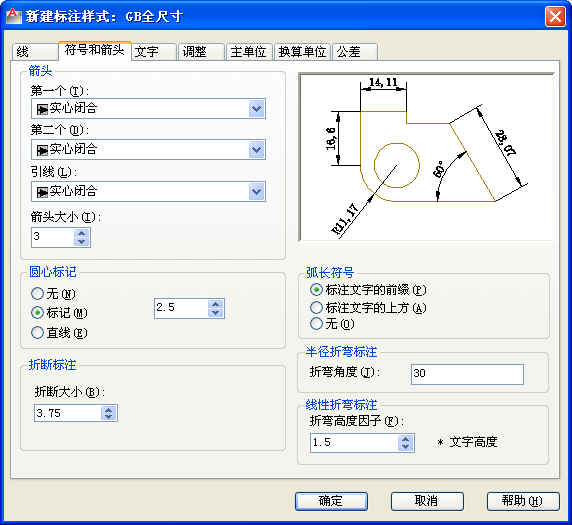 新建标注样式: GB全尺寸
线 符号和箭头 文字 调整 主单位 换算单位 公差
箭头
第一个(T):
实心闭合
第二个(D):
实心闭合
引线(L):
实心闭合
箭头大小(I):
3
14,11
16,6
28,07
60°
R11,17
圆心标记
无(N)
标记(M)
直线(E)
2.5
弧长符号
标注文字的前缀(P)
标注文字的上方(A)
无(O)
折断标注
折断大小(B):
3.75
半径折弯标注
折弯角度(J):
30
线性折弯标注
折弯高度因子(F):
1.5
* 文字高度
确定 取消 帮助(H)